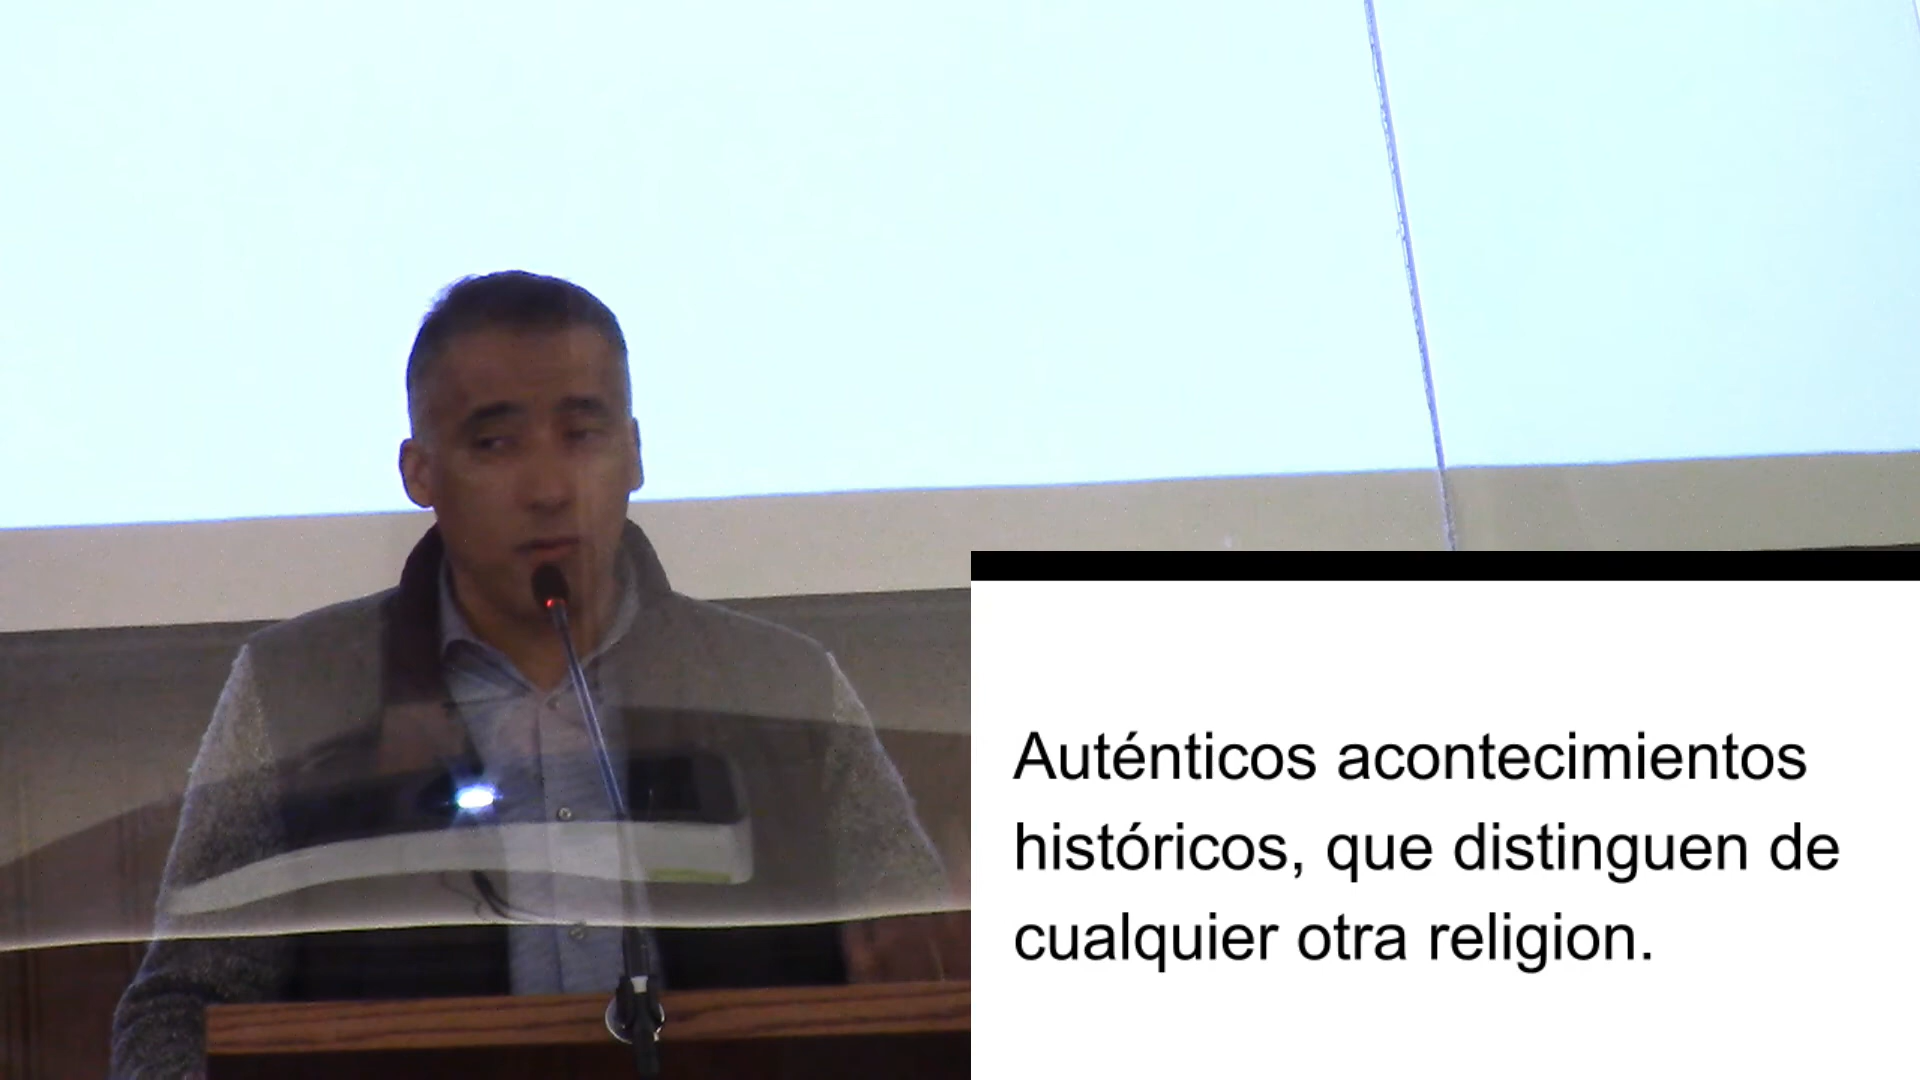 Auténticos acontecimientos
históricos, que distinguen de
cualquier otra religion.